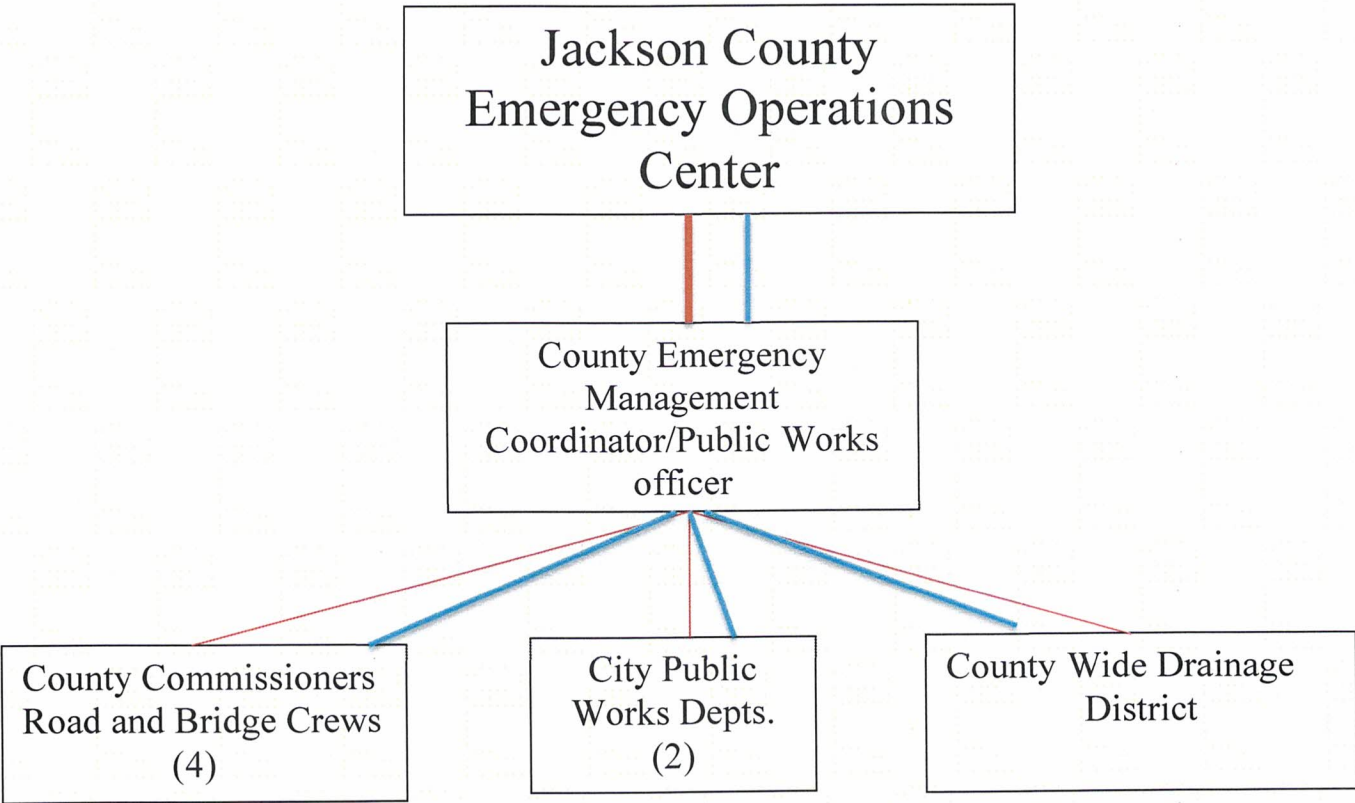 Jackson County
Emergency Operations
Center
County Emergency
Management
Coordinator/Public Works
officer
County Commissioners
Road and Bridge Crews
(4)
City Public
Works Depts.
(2)
County Wide Drainage
District